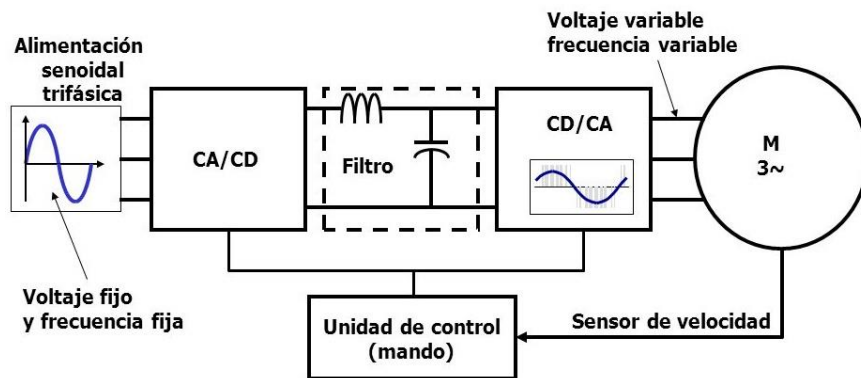 Alimentación
senoidal
trifásica
Voltaje variable
frecuencia variable
CA/CD
Filtro
CD/CA
M
3~
Voltaje fijo
y frecuencia fija
Unidad de control
(mando)
Sensor de velocidad